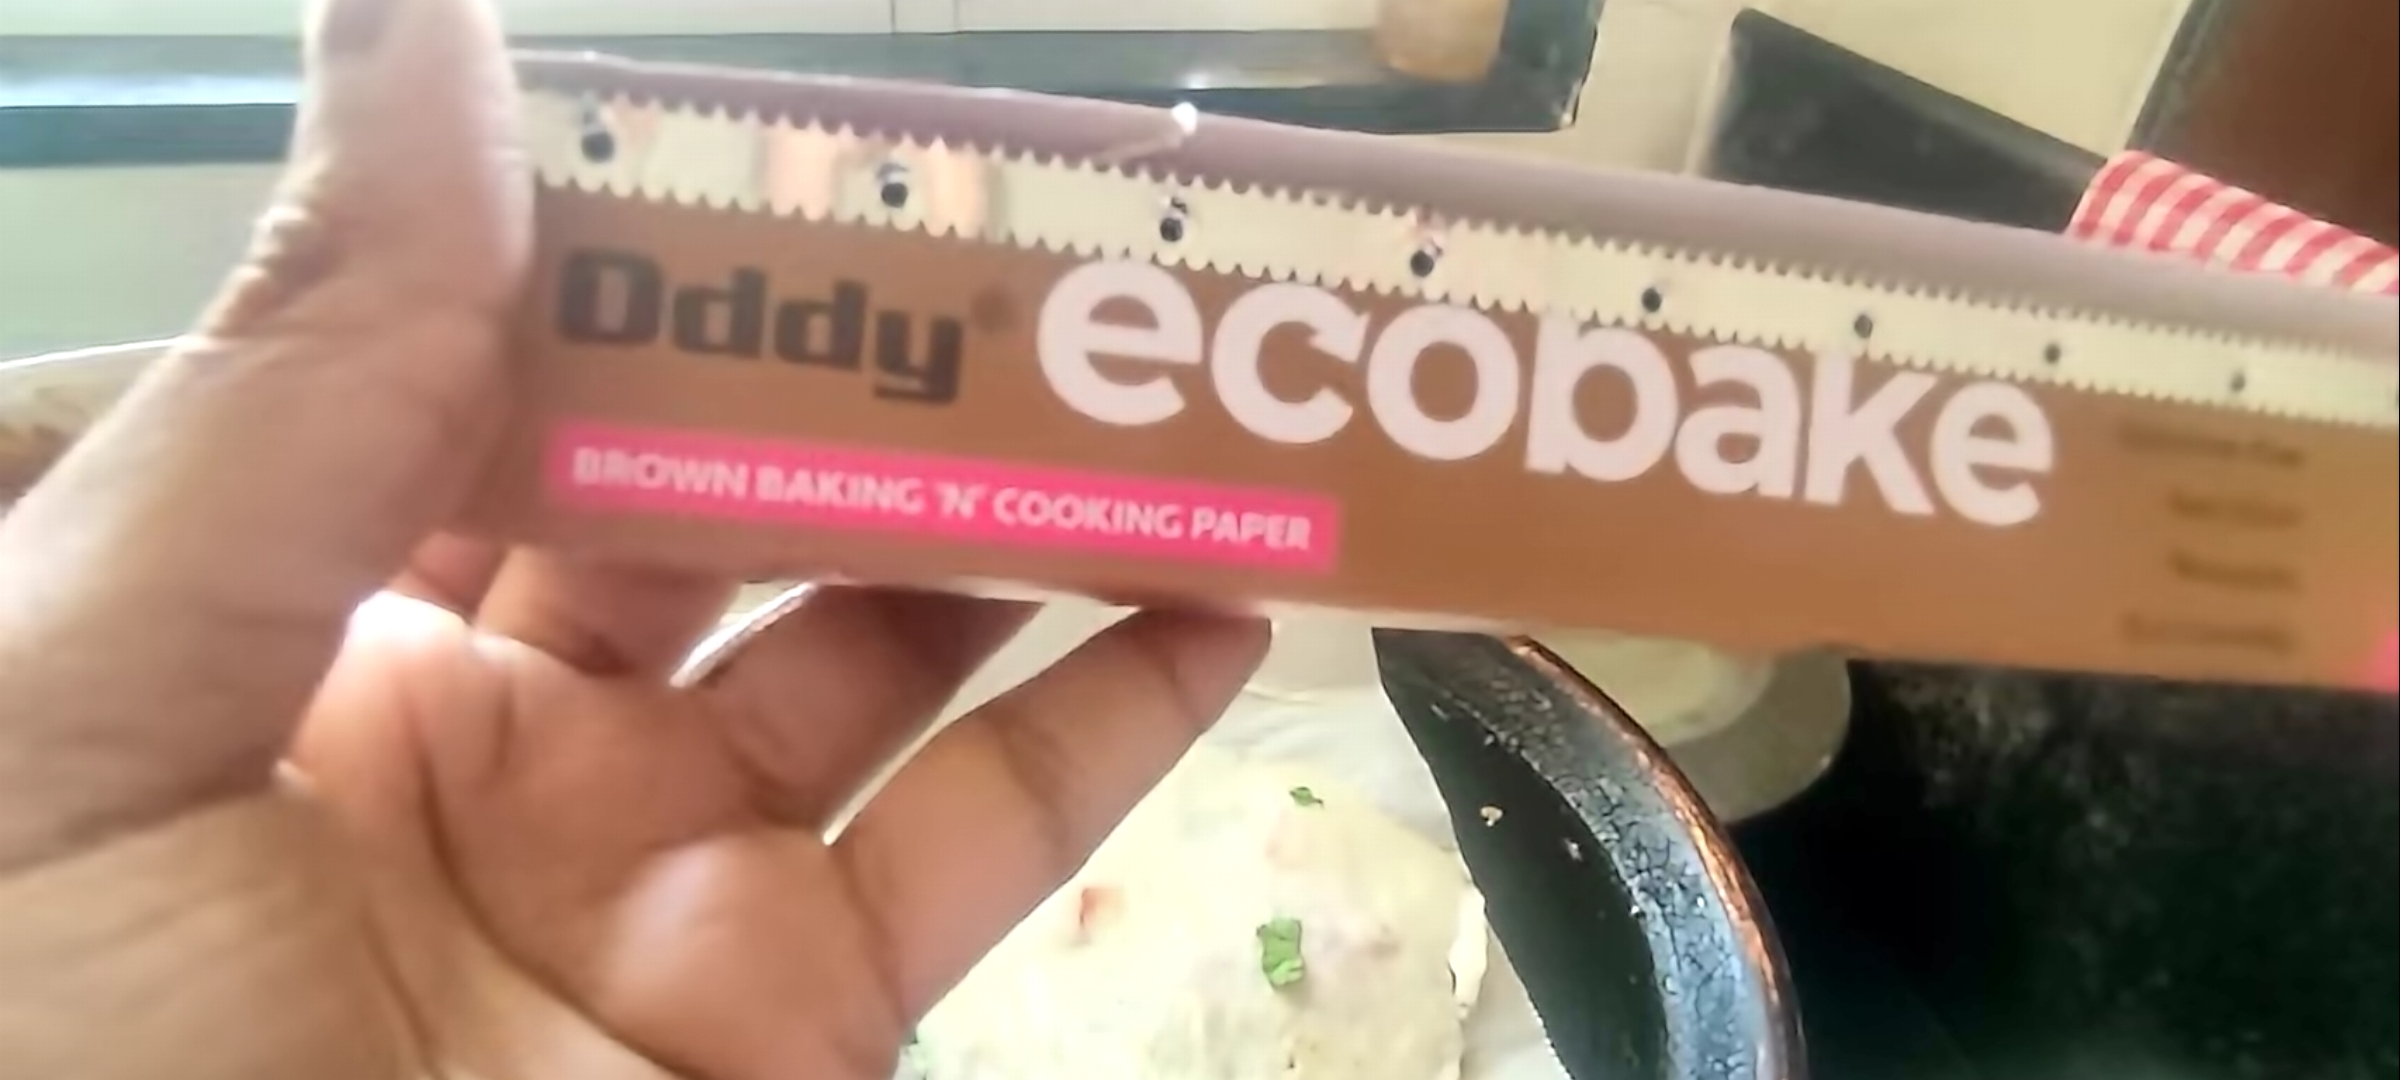 Oddy ecobake
BROWN BAKING 'N' COOKING PAPER